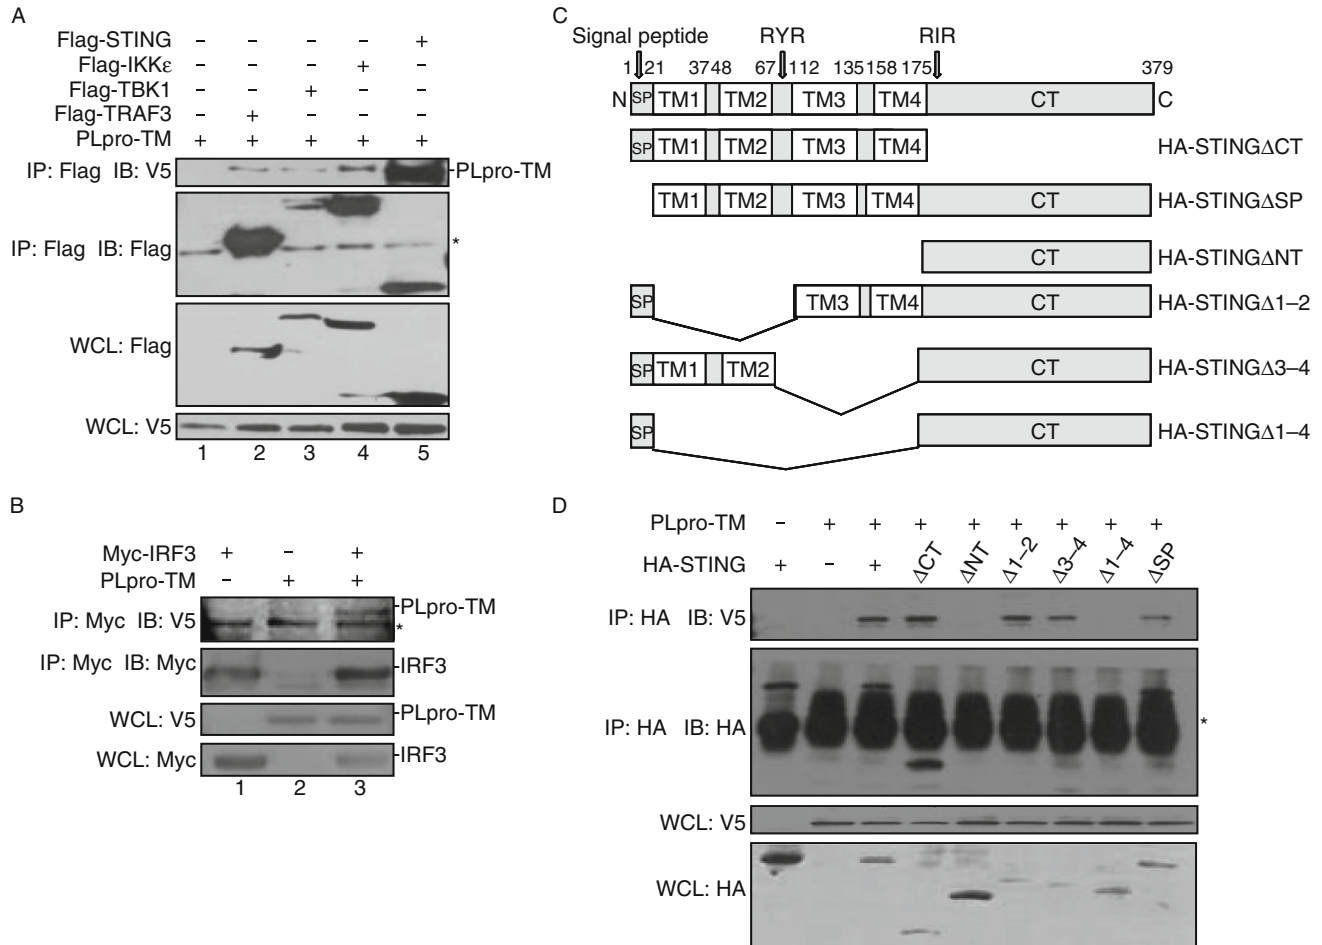 A
Flag-STING – – – – +
Flag-IKKε – – – + –
Flag-TBK1 – – + – –
Flag-TRAF3 – + – – –
PLpro-TM + + + + +
IP: Flag IB: V5
PLpro-TM
IP: Flag IB: Flag
*
WCL: Flag
WCL: V5
1 2 3 4 5
B
Myc-IRF3 + – +
PLpro-TM – + +
IP: Myc IB: V5
PLpro-TM
*
IP: Myc IB: Myc
IRF3
WCL: V5
PLpro-TM
WCL: Myc
IRF3
1 2 3
C
Signal peptide RYR RIR
1 21 37 48 67 112 135 158 175 379
N SP TM1 TM2 TM3 TM4 CT C
SP TM1 TM2 TM3 TM4 HA-STINGΔCT
TM1 TM2 TM3 TM4 CT HA-STINGΔSP
CT HA-STINGΔNT
SP TM3 TM4 CT HA-STINGΔ1–2
SP TM1 TM2 CT HA-STINGΔ3–4
SP CT HA-STINGΔ1–4
D
PLpro-TM – + + + + + + + +
HA-STING + – + ΔCT ΔNT Δ1–2 Δ3–4 Δ1–4 ΔSP
IP: HA IB: V5
IP: HA IB: HA
*
WCL: V5
WCL: HA